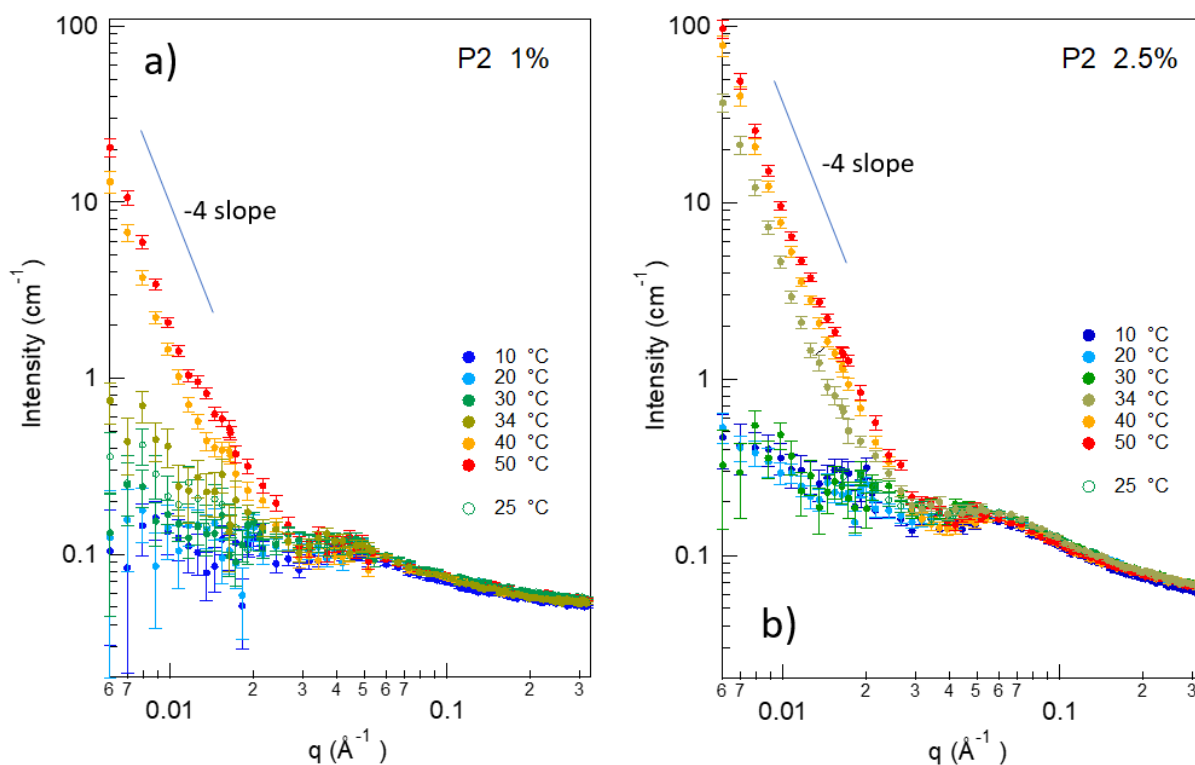 a)
P2 1%
-4 slope
Intensity (cm⁻¹)
100
10
1
0.1
10 °C
20 °C
30 °C
34 °C
40 °C
50 °C
25 °C
6 7 2 3 4 5 6 7 2 3
0.01 0.1
q (Å⁻¹)
P2 2.5%
-4 slope
Intensity (cm⁻¹)
100
10
1
0.1
10 °C
20 °C
30 °C
34 °C
40 °C
50 °C
25 °C
b)
6 7 2 3 4 5 6 7 2 3
0.01 0.1
q (Å⁻¹)